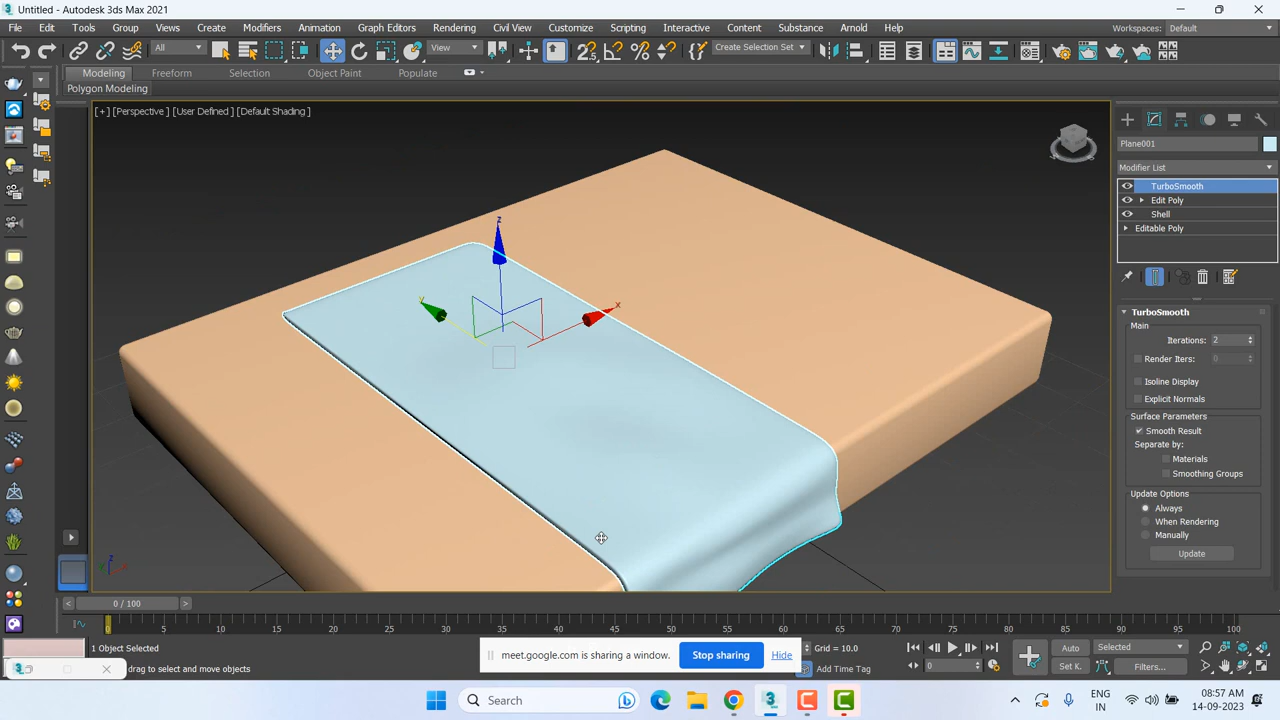 Untitled - Autodesk 3ds Max 2021
File Edit Tools Group Views Create Modifiers Animation Graph Editors Rendering Civil View Customize Scripting Interactive Content Substance Arnold Help Workspaces: Default
All View Create Selection Set
Modeling Freeform Selection Object Paint Populate
Polygon Modeling
[+] [Perspective] [User Defined] [Default Shading]
Plane001
Modifier List
TurboSmooth
Edit Poly
Shell
Editable Poly
TurboSmooth
Main
Iterations: 2
Render Iters: 0
Isoline Display
Explicit Normals
Surface Parameters
Smooth Result
Separate by:
Materials
Smoothing Groups
Update Options
Always
When Rendering
Manually
Update
z
y
x
z
< 0 / 100 >
0 5 10 15 20 25 30 35 40 45 50 55 60 65 70 75 80 85 90 95 100
1 Object Selected
drag to select and move objects
meet.google.com is sharing a window. Stop sharing Hide
Grid = 10.0
Add Time Tag
Auto Selected
0 Set K. Filters...
Search
ENG
IN
08:57 AM
14-09-2023